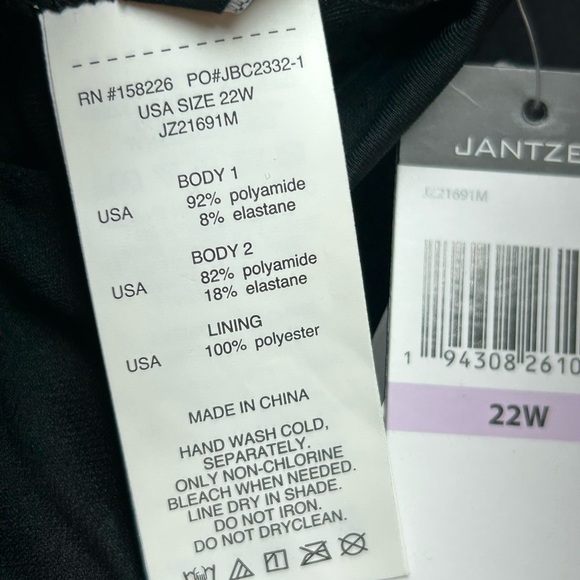 RN #158226 PO#JBC2332-1
USA SIZE 22W
JZ21691M
BODY 1
USA 92% polyamide
8% elastane
BODY 2
USA 82% polyamide
18% elastane
LINING
USA 100% polyester
MADE IN CHINA
HAND WASH COLD,
SEPARATELY.
ONLY NON-CHLORINE
BLEACH WHEN NEEDED.
LINE DRY IN SHADE.
DO NOT IRON.
DO NOT DRYCLEAN.
JANTZE
JZ21691M
1 94308 2610
22W